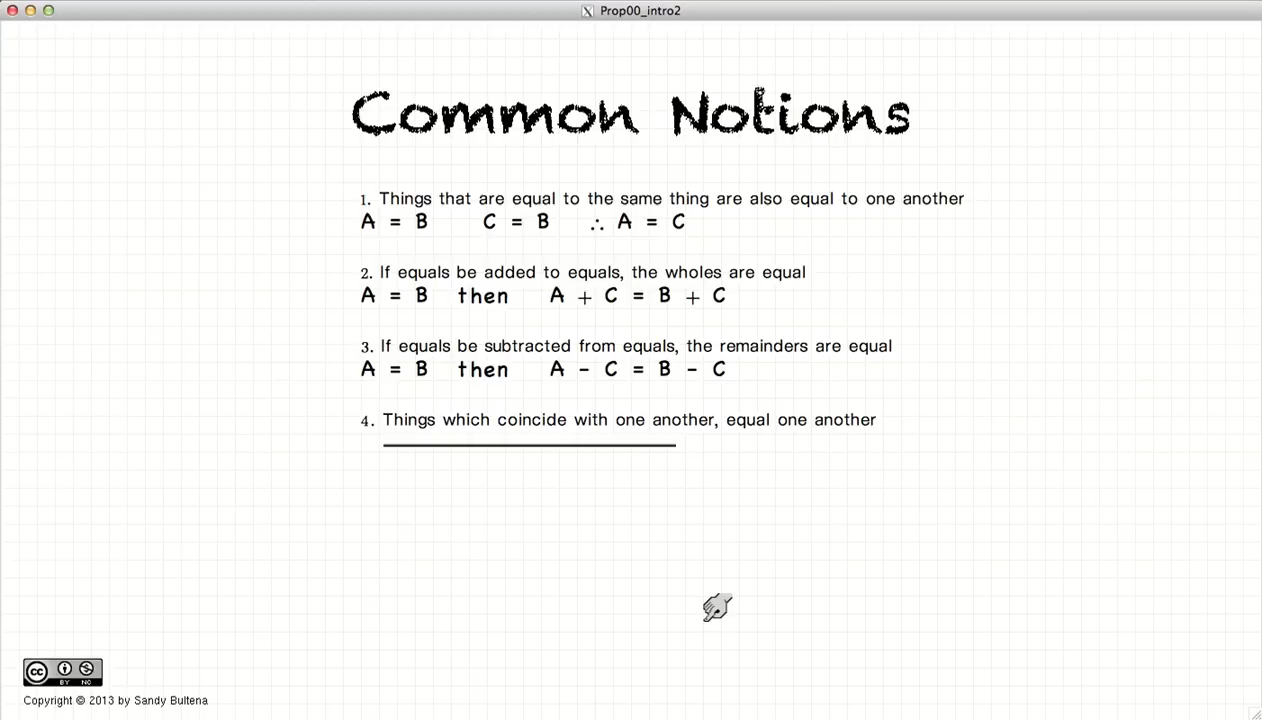 Prop00_intro2
Common Notions
1. Things that are equal to the same thing are also equal to one another
A = B C = B ∴ A = C
2. If equals be added to equals, the wholes are equal
A = B then A + C = B + C
3. If equals be subtracted from equals, the remainders are equal
A = B then A - C = B - C
4. Things which coincide with one another, equal one another
cc BY NC
Copyright © 2013 by Sandy Bultena